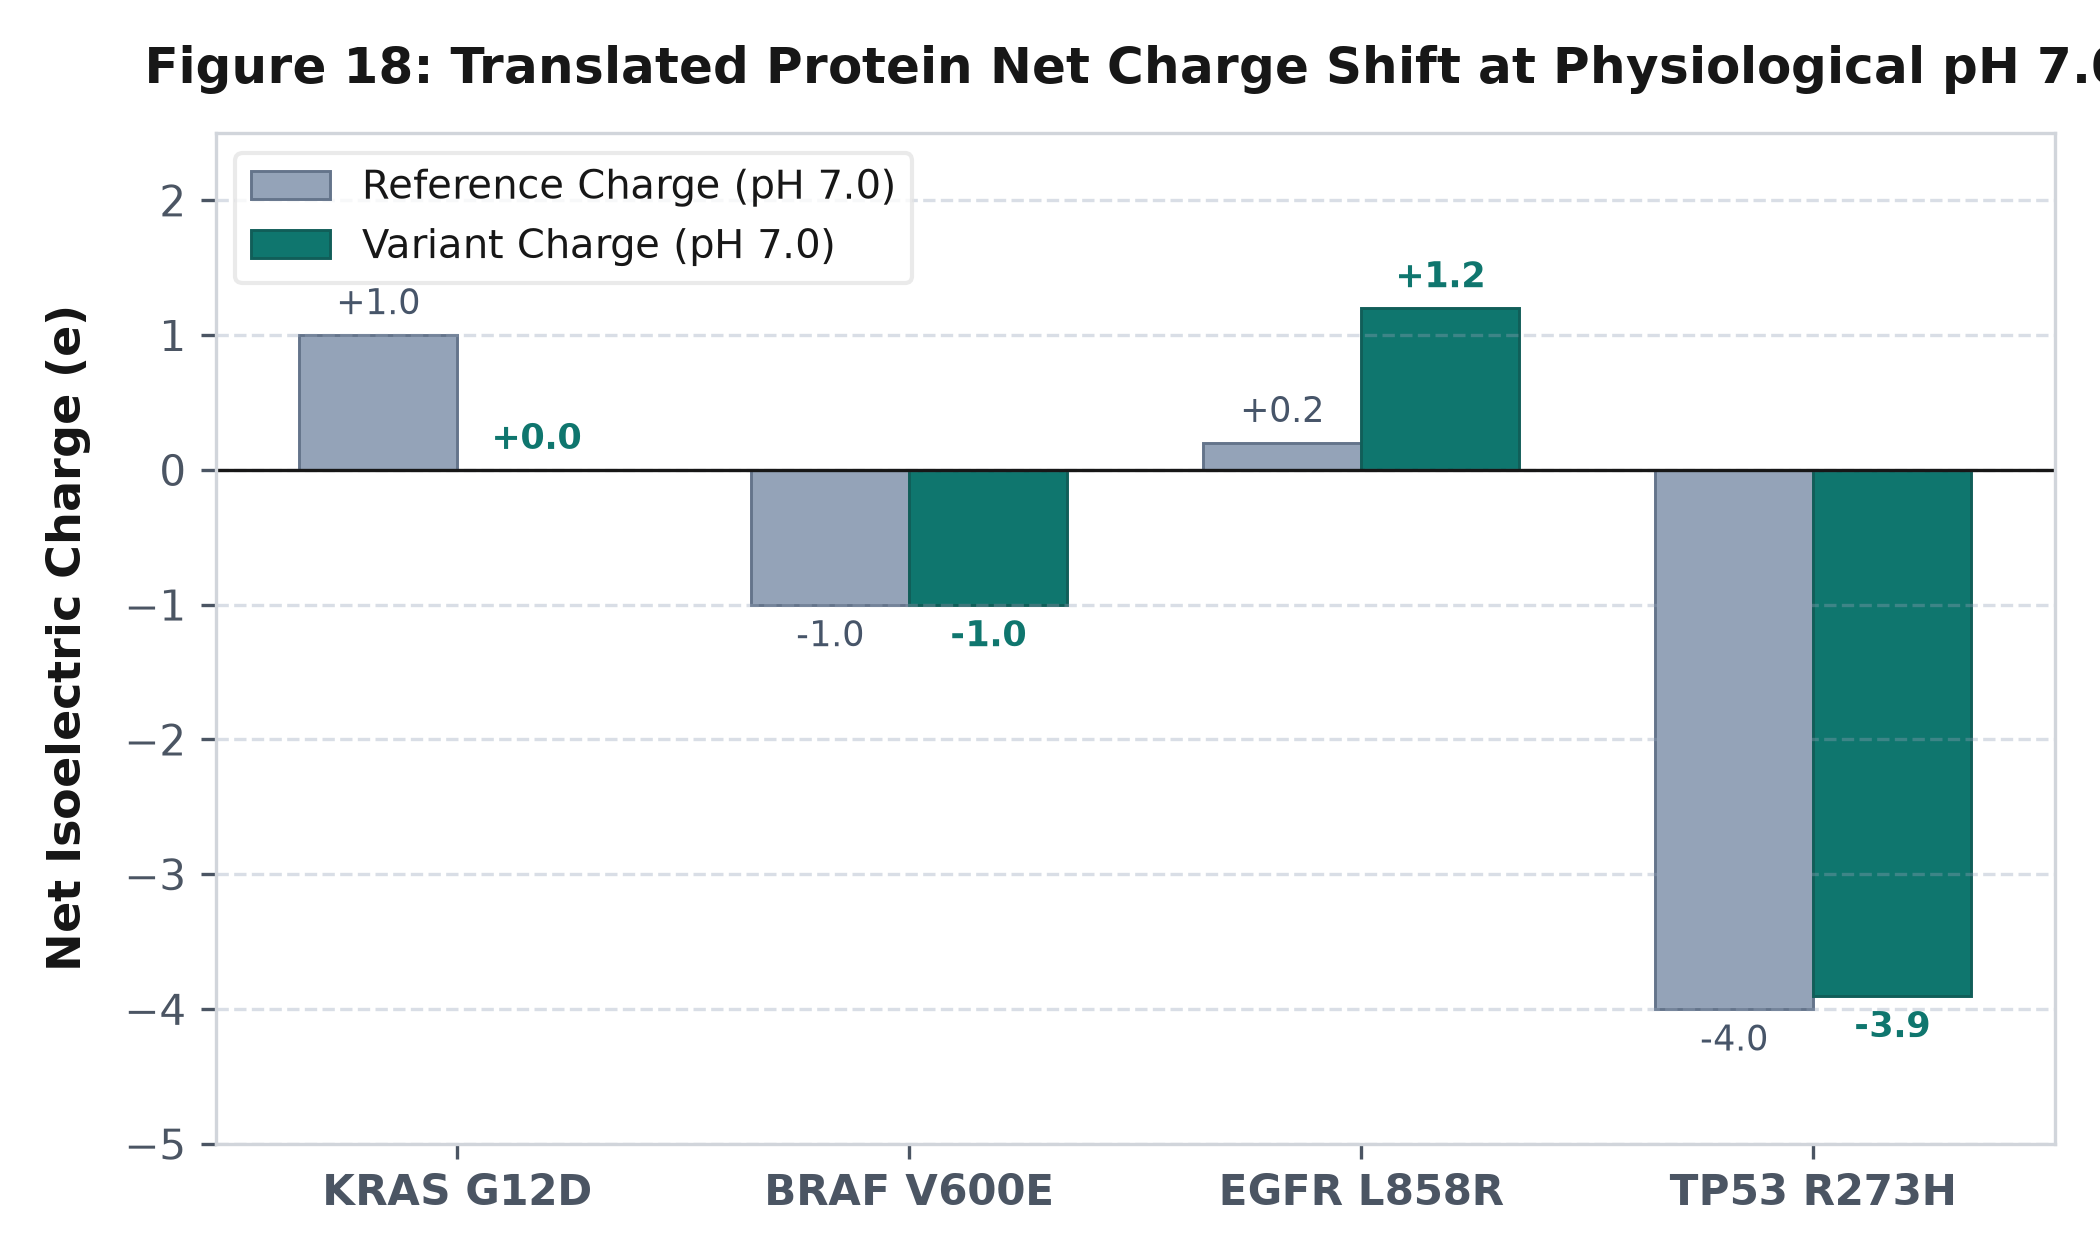 Figure 18: Translated Protein Net Charge Shift at Physiological pH 7.
Reference Charge (pH 7.0)
Variant Charge (pH 7.0)
Net Isoelectric Charge (e)
2
1
0
−1
−2
−3
−4
−5
+1.0
+0.0
-1.0
-1.0
+0.2
+1.2
-4.0
-3.9
KRAS G12D
BRAF V600E
EGFR L858R
TP53 R273H